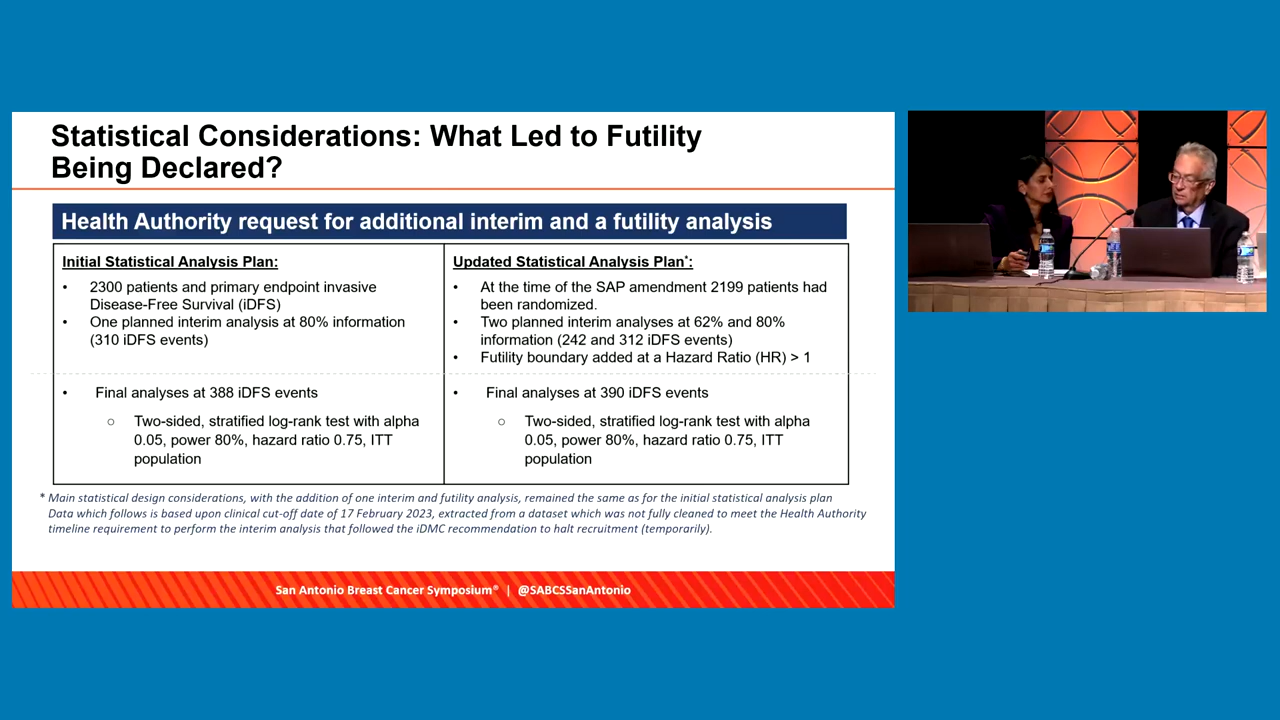 Statistical Considerations: What Led to Futility
Being Declared?
Health Authority request for additional interim and a futility analysis
Initial Statistical Analysis Plan:
• 2300 patients and primary endpoint invasive
Disease-Free Survival (iDFS)
• One planned interim analysis at 80% information
(310 iDFS events)
• Final analyses at 388 iDFS events
○ Two-sided, stratified log-rank test with alpha
0.05, power 80%, hazard ratio 0.75, ITT
population
Updated Statistical Analysis Plan*:
• At the time of the SAP amendment 2199 patients had
been randomized.
• Two planned interim analyses at 62% and 80%
information (242 and 312 iDFS events)
• Futility boundary added at a Hazard Ratio (HR) > 1
• Final analyses at 390 iDFS events
○ Two-sided, stratified log-rank test with alpha
0.05, power 80%, hazard ratio 0.75, ITT
population
* Main statistical design considerations, with the addition of one interim and futility analysis, remained the same as for the initial statistical analysis plan
Data which follows is based upon clinical cut-off date of 17 February 2023, extracted from a dataset which was not fully cleaned to meet the Health Authority
timeline requirement to perform the interim analysis that followed the iDMC recommendation to halt recruitment (temporarily).
San Antonio Breast Cancer Symposium® | @SABCSSanAntonio